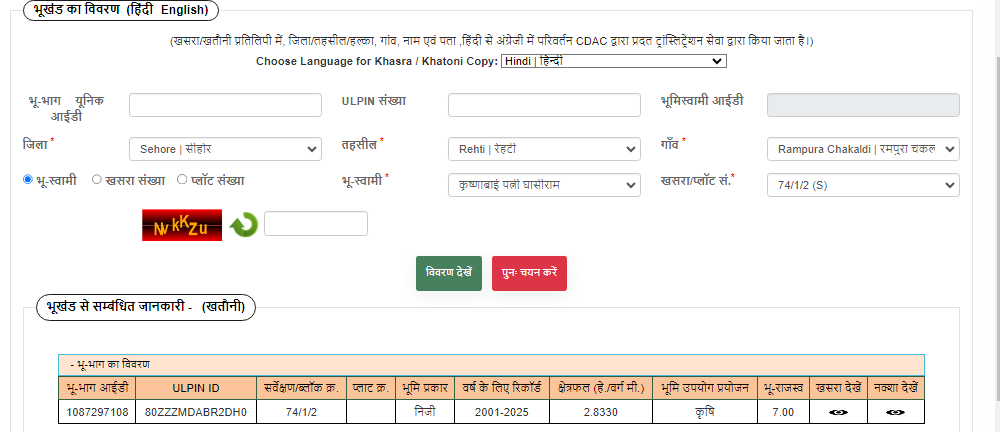 भूखंड का विवरण (हिंदी English)
(खसरा/खतौनी प्रतिलिपी में, जिला/तहसील/हल्का, गांव, नाम एवं पता ,हिंदी से अंग्रेजी में परिवर्तन CDAC द्वारा प्रदत ट्रांस्लिट्रेशन सेवा द्वारा किया जाता है।)
Choose Language for Khasra / Khatoni Copy: Hindi | हिन्दी
भू-भाग यूनिक आईडी
ULPIN संख्या
भूमिस्वामी आईडी
जिला * Sehore | सीहोर तहसील * Rehti | रेहटी गाँव * Rampura Chakaldi | रमपुरा चकल
भू-स्वामी खसरा संख्या प्लॉट संख्या भू-स्वामी * कृष्णाबाई पत्नी घासीराम खसरा/प्लॉट सं.* 74/1/2 (S)
NvkKZu
विवरण देखें पुनः चयन करें
भूखंड से सम्बंधित जानकारी - (खतौनी)
- भू-भाग का विवरण
भू-भाग आईडी ULPIN ID सर्वेक्षण/ब्लॉक क्र. प्लाट क्र. भूमि प्रकार वर्ष के लिए रिकॉर्ड क्षेत्रफल (हे./वर्ग मी.) भूमि उपयोग प्रयोजन भू-राजस्व खसरा देखें नक्शा देखें
1087297108 80ZZZMDABR2DH0 74/1/2 निजी 2001-2025 2.8330 कृषि 7.00